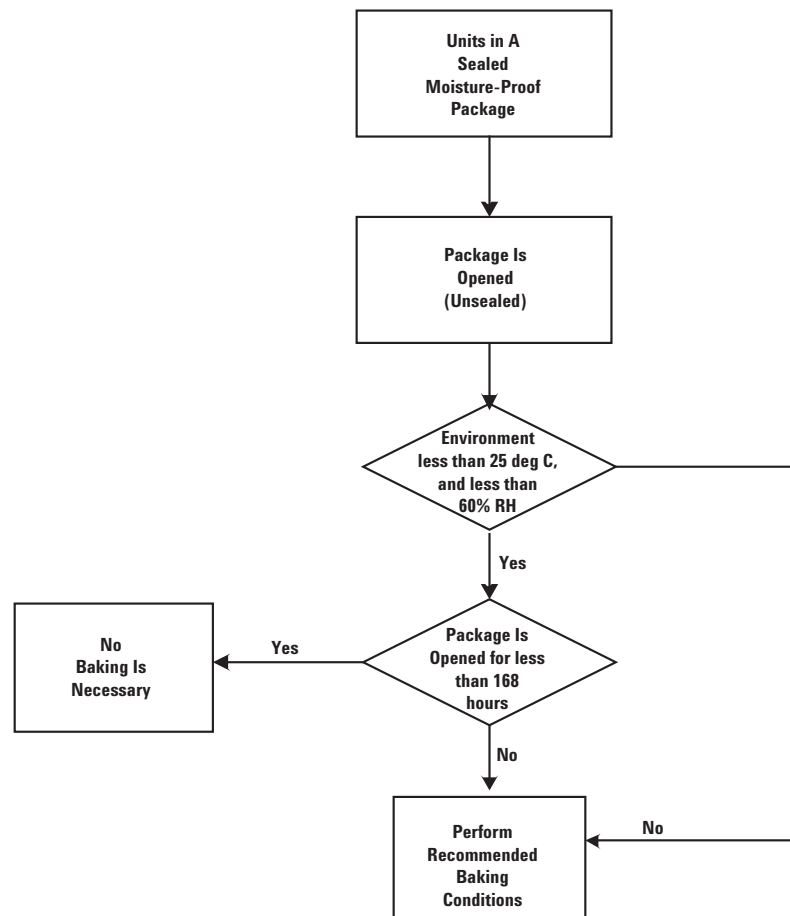 Units in A
Sealed
Moisture-Proof
Package
Package Is
Opened
(Unsealed)
Environment
less than 25 deg C,
and less than
60% RH
Yes
No
Baking Is
Necessary
Yes
Package Is
Opened for less
than 168
hours
No
Perform
Recommended
Baking
Conditions
No